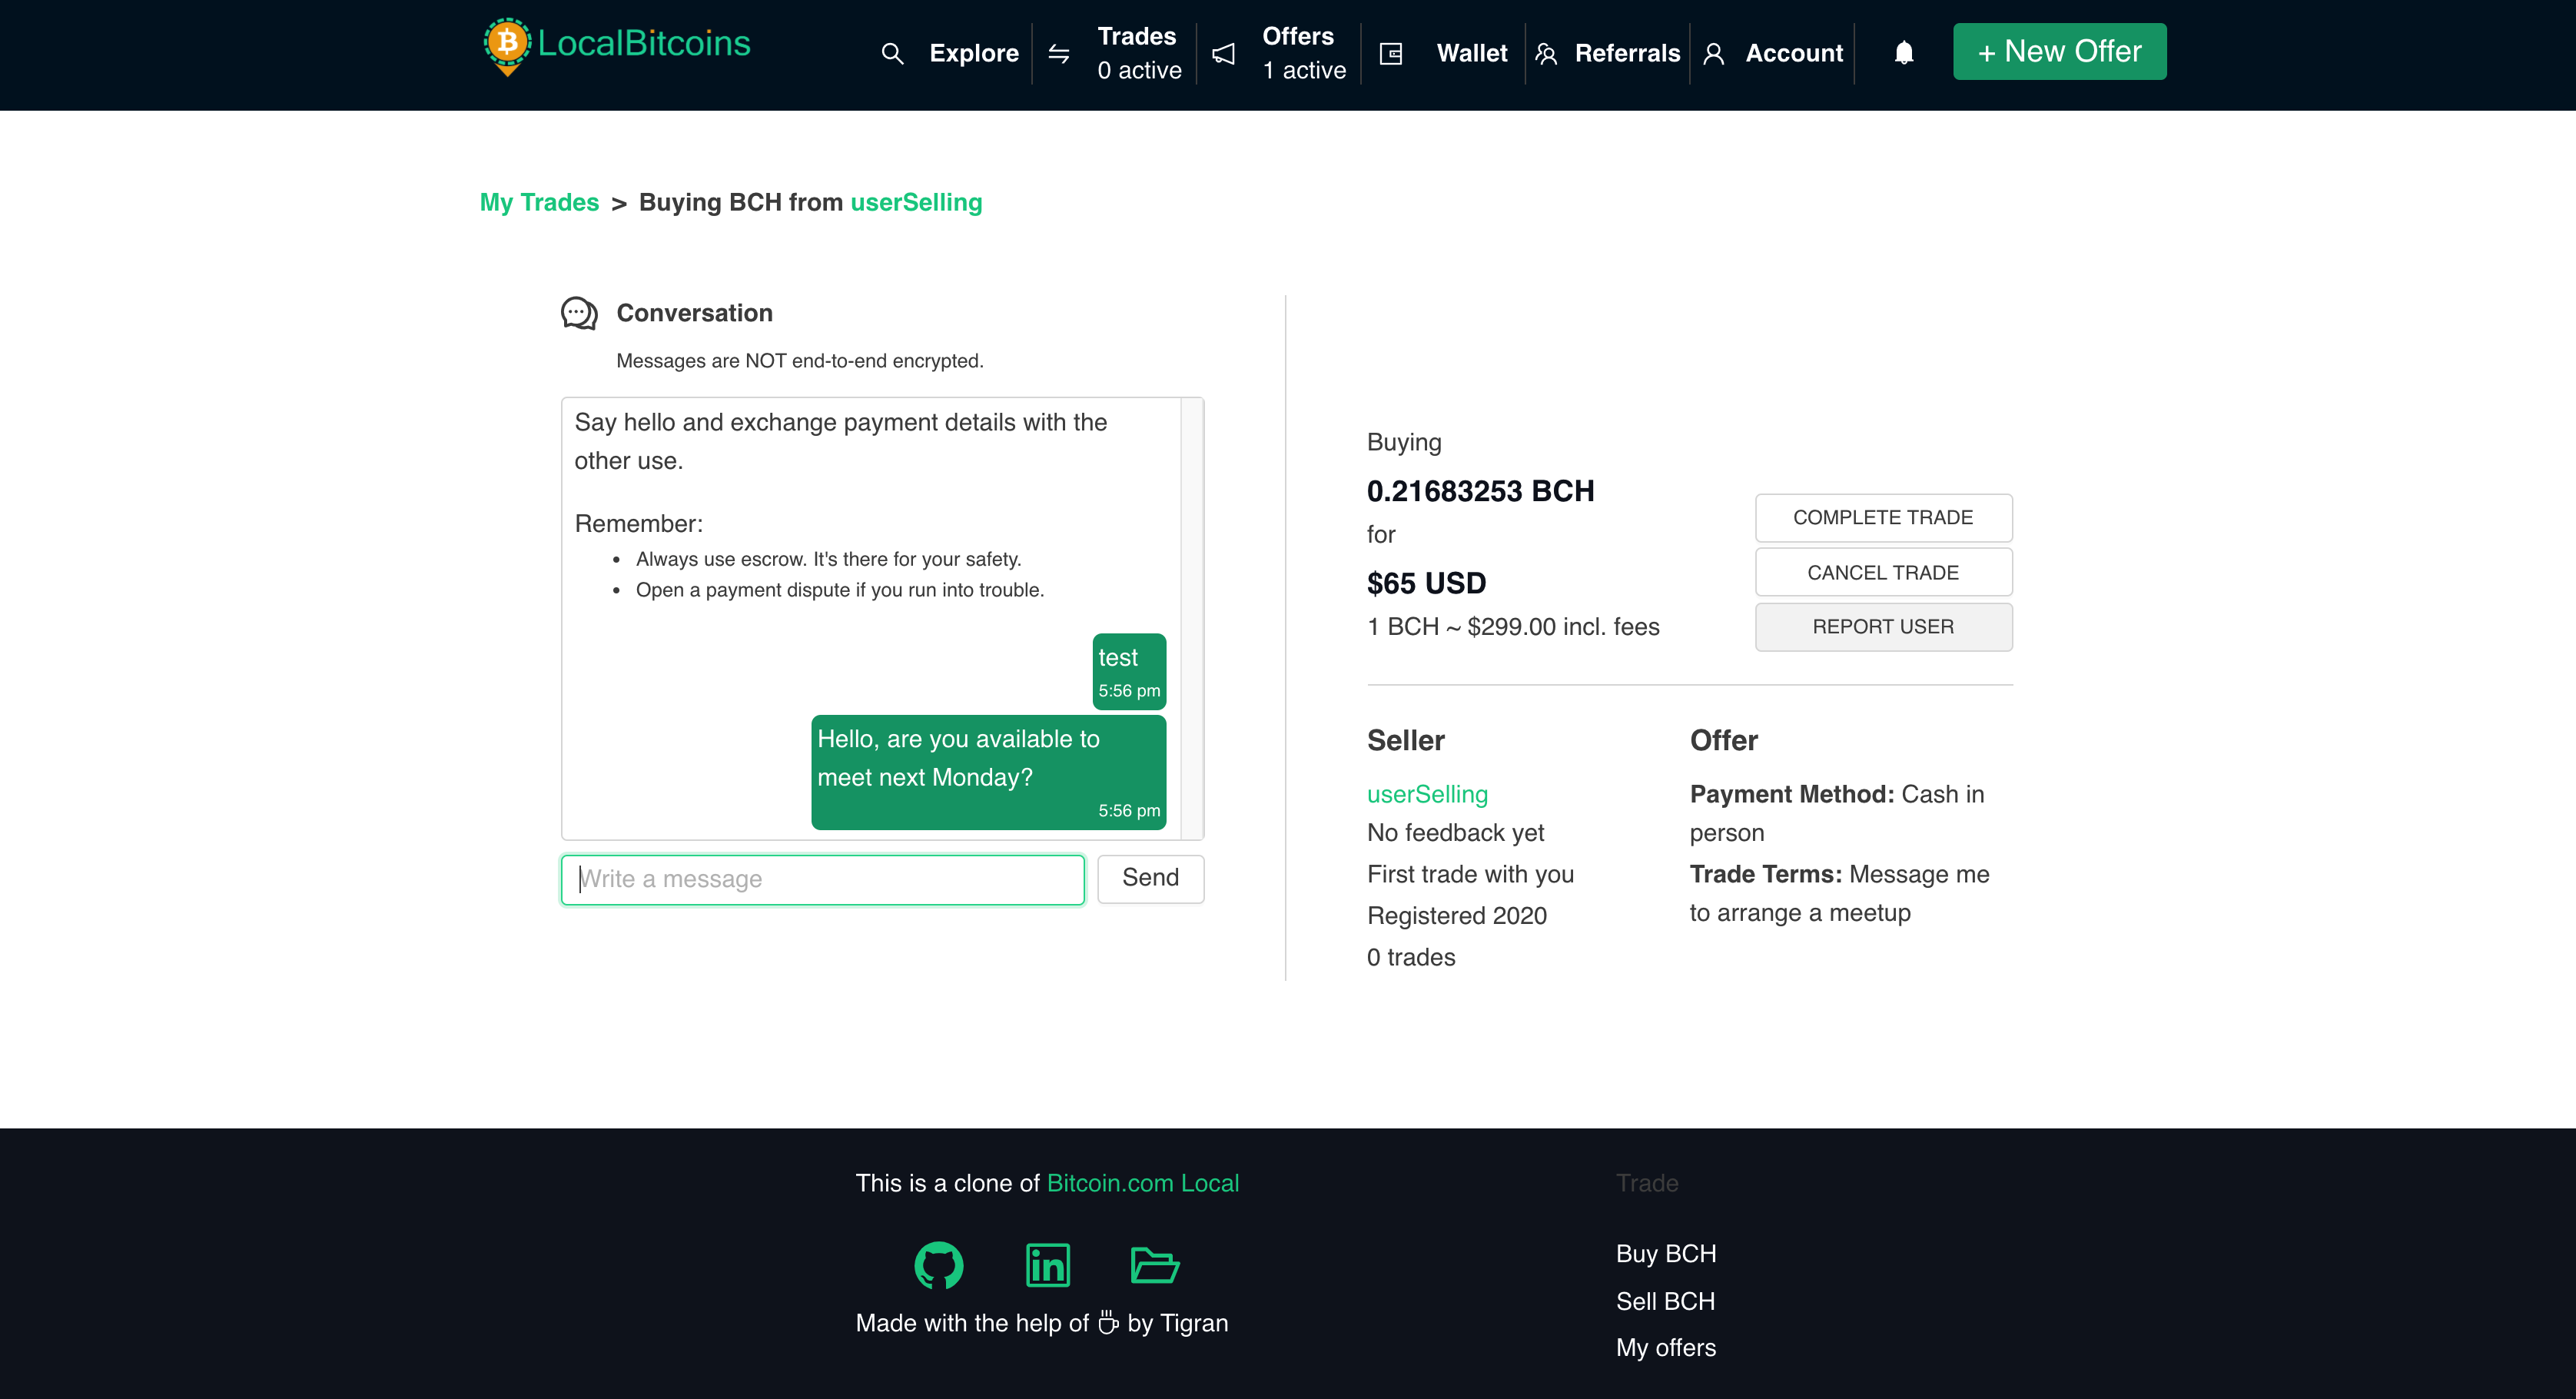 LocalBitcoins
Explore
Trades
0 active
Offers
1 active
Wallet
Referrals
Account
+ New Offer
My Trades > Buying BCH from userSelling
Conversation
Messages are NOT end-to-end encrypted.
Say hello and exchange payment details with the
other use.
Remember:
• Always use escrow. It's there for your safety.
• Open a payment dispute if you run into trouble.
test
5:56 pm
Hello, are you available to
meet next Monday?
5:56 pm
Write a message
Send
Buying
0.21683253 BCH
for
$65 USD
1 BCH ~ $299.00 incl. fees
COMPLETE TRADE
CANCEL TRADE
REPORT USER
Seller
userSelling
No feedback yet
First trade with you
Registered 2020
0 trades
Offer
Payment Method: Cash in
person
Trade Terms: Message me
to arrange a meetup
This is a clone of Bitcoin.com Local
Made with the help of by Tigran
Trade
Buy BCH
Sell BCH
My offers